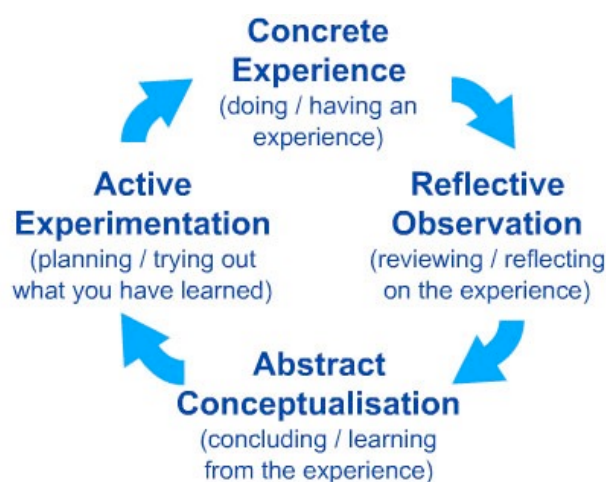 Concrete
Experience
(doing / having an
experience)
Reflective
Observation
(reviewing / reflecting
on the experience)
Abstract
Conceptualisation
(concluding / learning
from the experience)
Active
Experimentation
(planning / trying out
what you have learned)